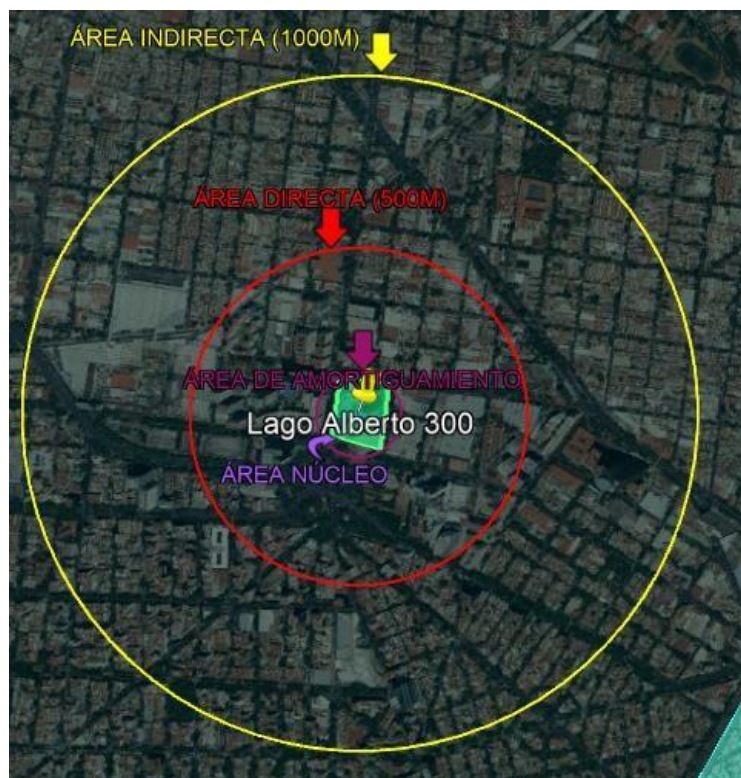 ÁREA INDIRECTA (1000M)
ÁREA DIRECTA (500M)
ÁREA DE AMORTIGUAMIENTO
Lago Alberto 300
ÁREA NÚCLEO